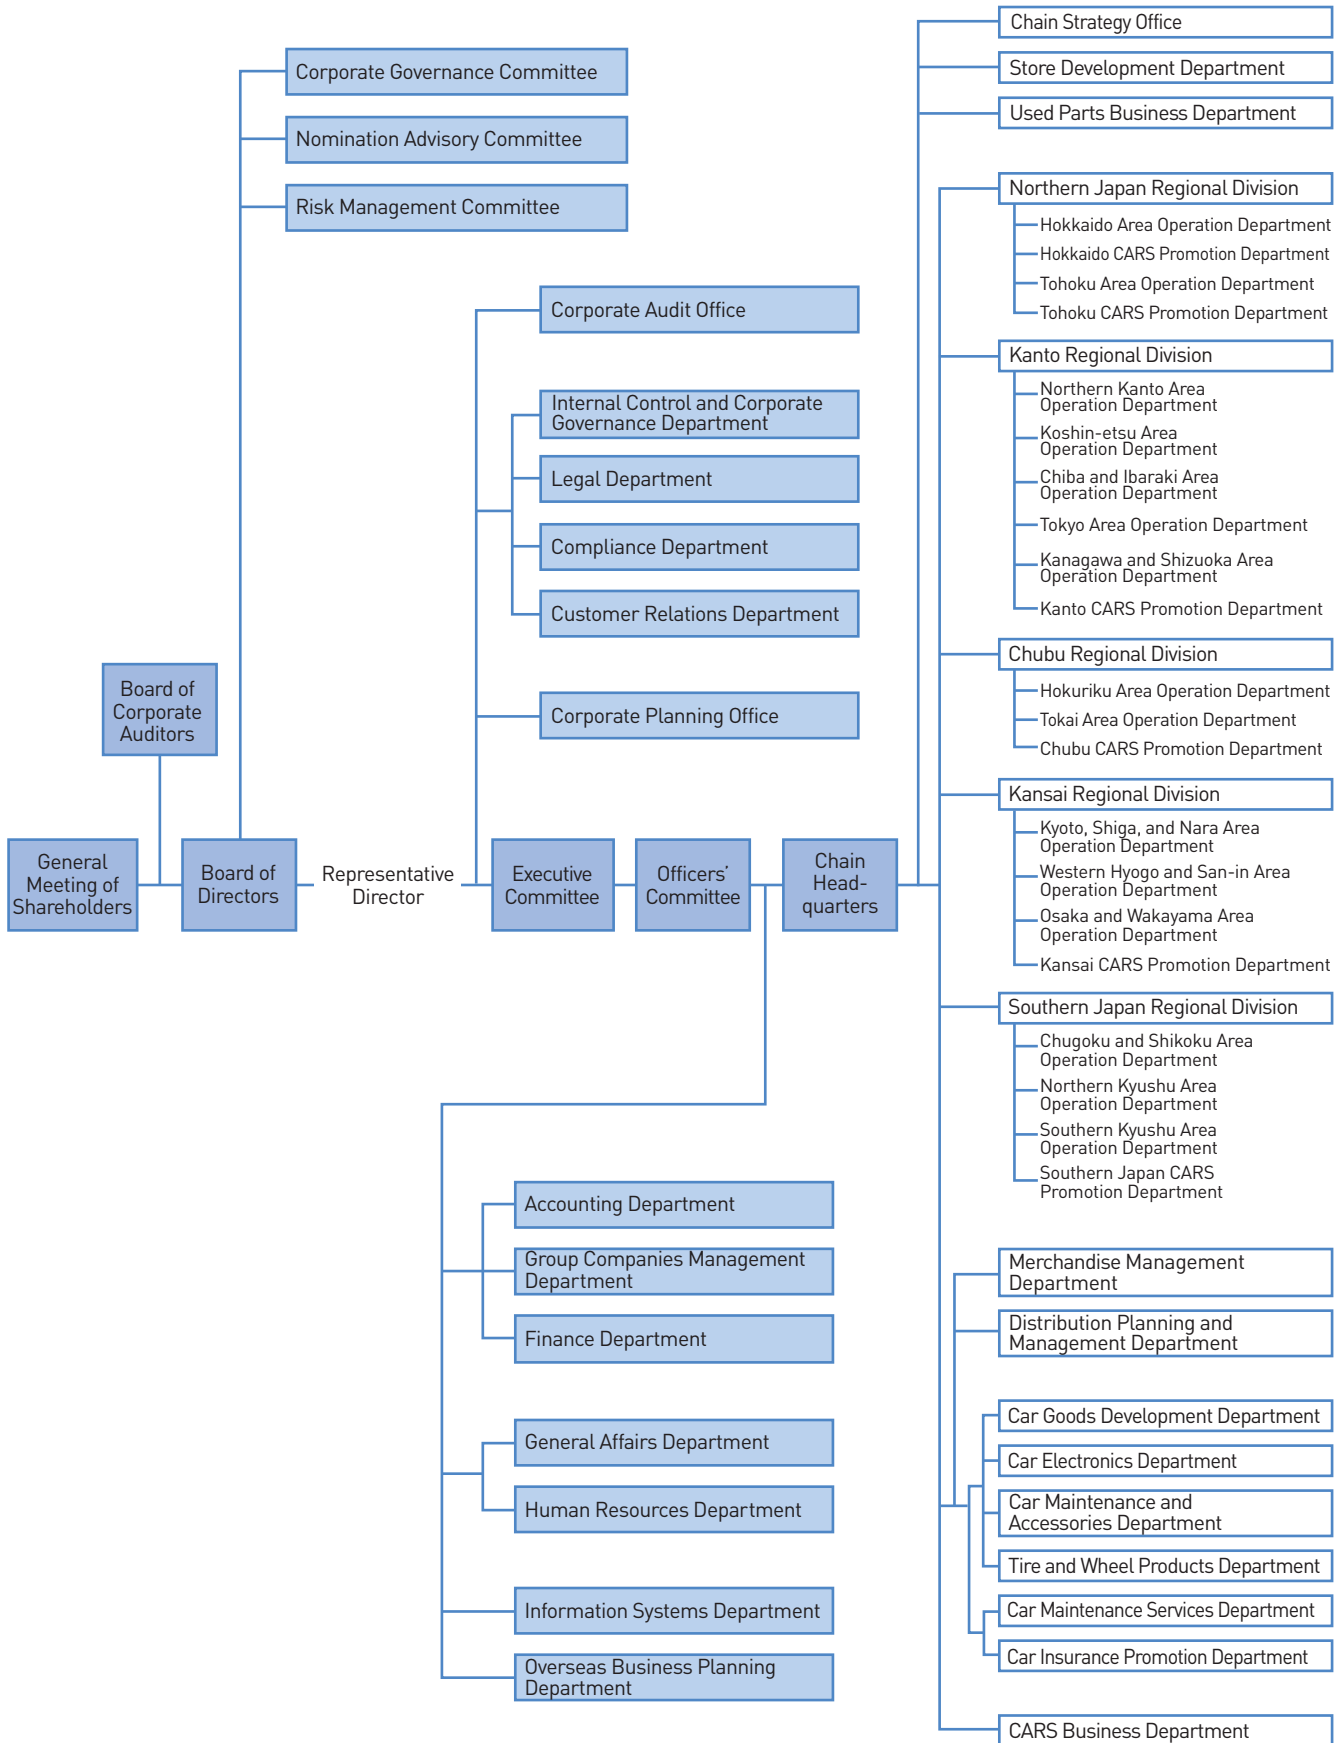 Corporate Governance Committee
Nomination Advisory Committee
Risk Management Committee
Corporate Audit Office
Internal Control and Corporate
Governance Department
Legal Department
Compliance Department
Customer Relations Department
Corporate Planning Office
Board of
Corporate
Auditors
General
Meeting of
Shareholders
Board of
Directors
Representative
Director
Executive
Committee
Officers'
Committee
Chain
Head-
quarters
Accounting Department
Group Companies Management
Department
Finance Department
General Affairs Department
Human Resources Department
Information Systems Department
Overseas Business Planning
Department
Chain Strategy Office
Store Development Department
Used Parts Business Department
Northern Japan Regional Division
Hokkaido Area Operation Department
Hokkaido CARS Promotion Department
Tohoku Area Operation Department
Tohoku CARS Promotion Department
Kanto Regional Division
Northern Kanto Area
Operation Department
Koshin-etsu Area
Operation Department
Chiba and Ibaraki Area
Operation Department
Tokyo Area Operation Department
Kanagawa and Shizuoka Area
Operation Department
Kanto CARS Promotion Department
Chubu Regional Division
Hokuriku Area Operation Department
Tokai Area Operation Department
Chubu CARS Promotion Department
Kansai Regional Division
Kyoto, Shiga, and Nara Area
Operation Department
Western Hyogo and San-in Area
Operation Department
Osaka and Wakayama Area
Operation Department
Kansai CARS Promotion Department
Southern Japan Regional Division
Chugoku and Shikoku Area
Operation Department
Northern Kyushu Area
Operation Department
Southern Kyushu Area
Operation Department
Southern Japan CARS
Promotion Department
Merchandise Management
Department
Distribution Planning and
Management Department
Car Goods Development Department
Car Electronics Department
Car Maintenance and
Accessories Department
Tire and Wheel Products Department
Car Maintenance Services Department
Car Insurance Promotion Department
CARS Business Department